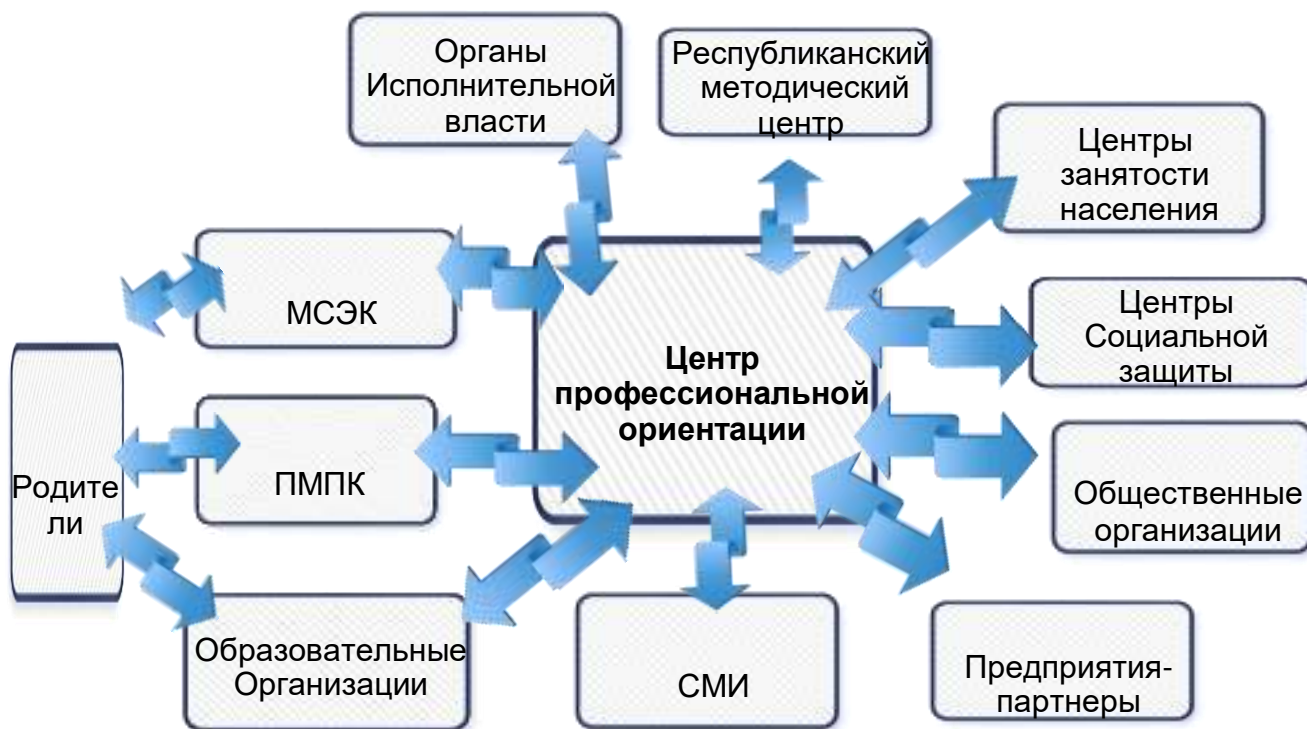 Органы
Исполнительной
власти
Республиканский
методический
центр
Центры
занятости
населения
МСЭК
Центры
Социальной
защиты
Центр
профессиональной
ориентации
Родите
ли
ПМПК
Общественные
организации
Образовательные
Организации
СМИ
Предприятия-
партнеры